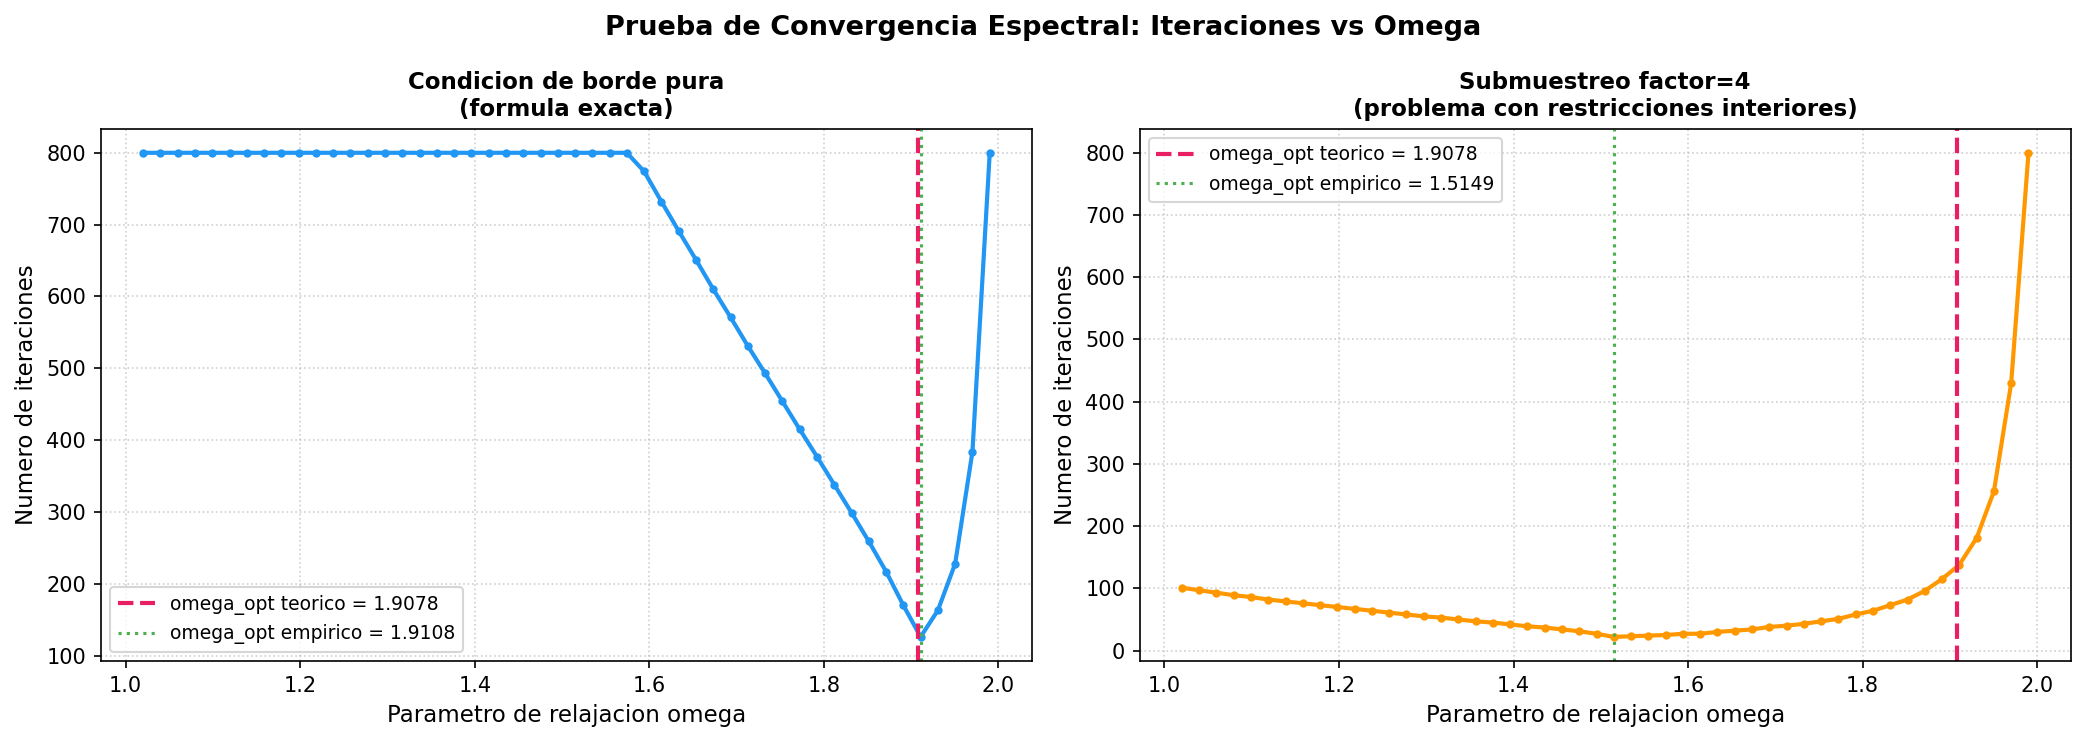 Prueba de Convergencia Espectral: Iteraciones vs Omega
Condicion de borde pura
(formula exacta)
Numero de iteraciones
800
700
600
500
400
300
200
100
omega_opt teorico = 1.9078
omega_opt empirico = 1.9108
1.0 1.2 1.4 1.6 1.8 2.0
Parametro de relajacion omega
Submuestreo factor=4
(problema con restricciones interiores)
Numero de iteraciones
800
700
600
500
400
300
200
100
0
omega_opt teorico = 1.9078
omega_opt empirico = 1.5149
1.0 1.2 1.4 1.6 1.8 2.0
Parametro de relajacion omega